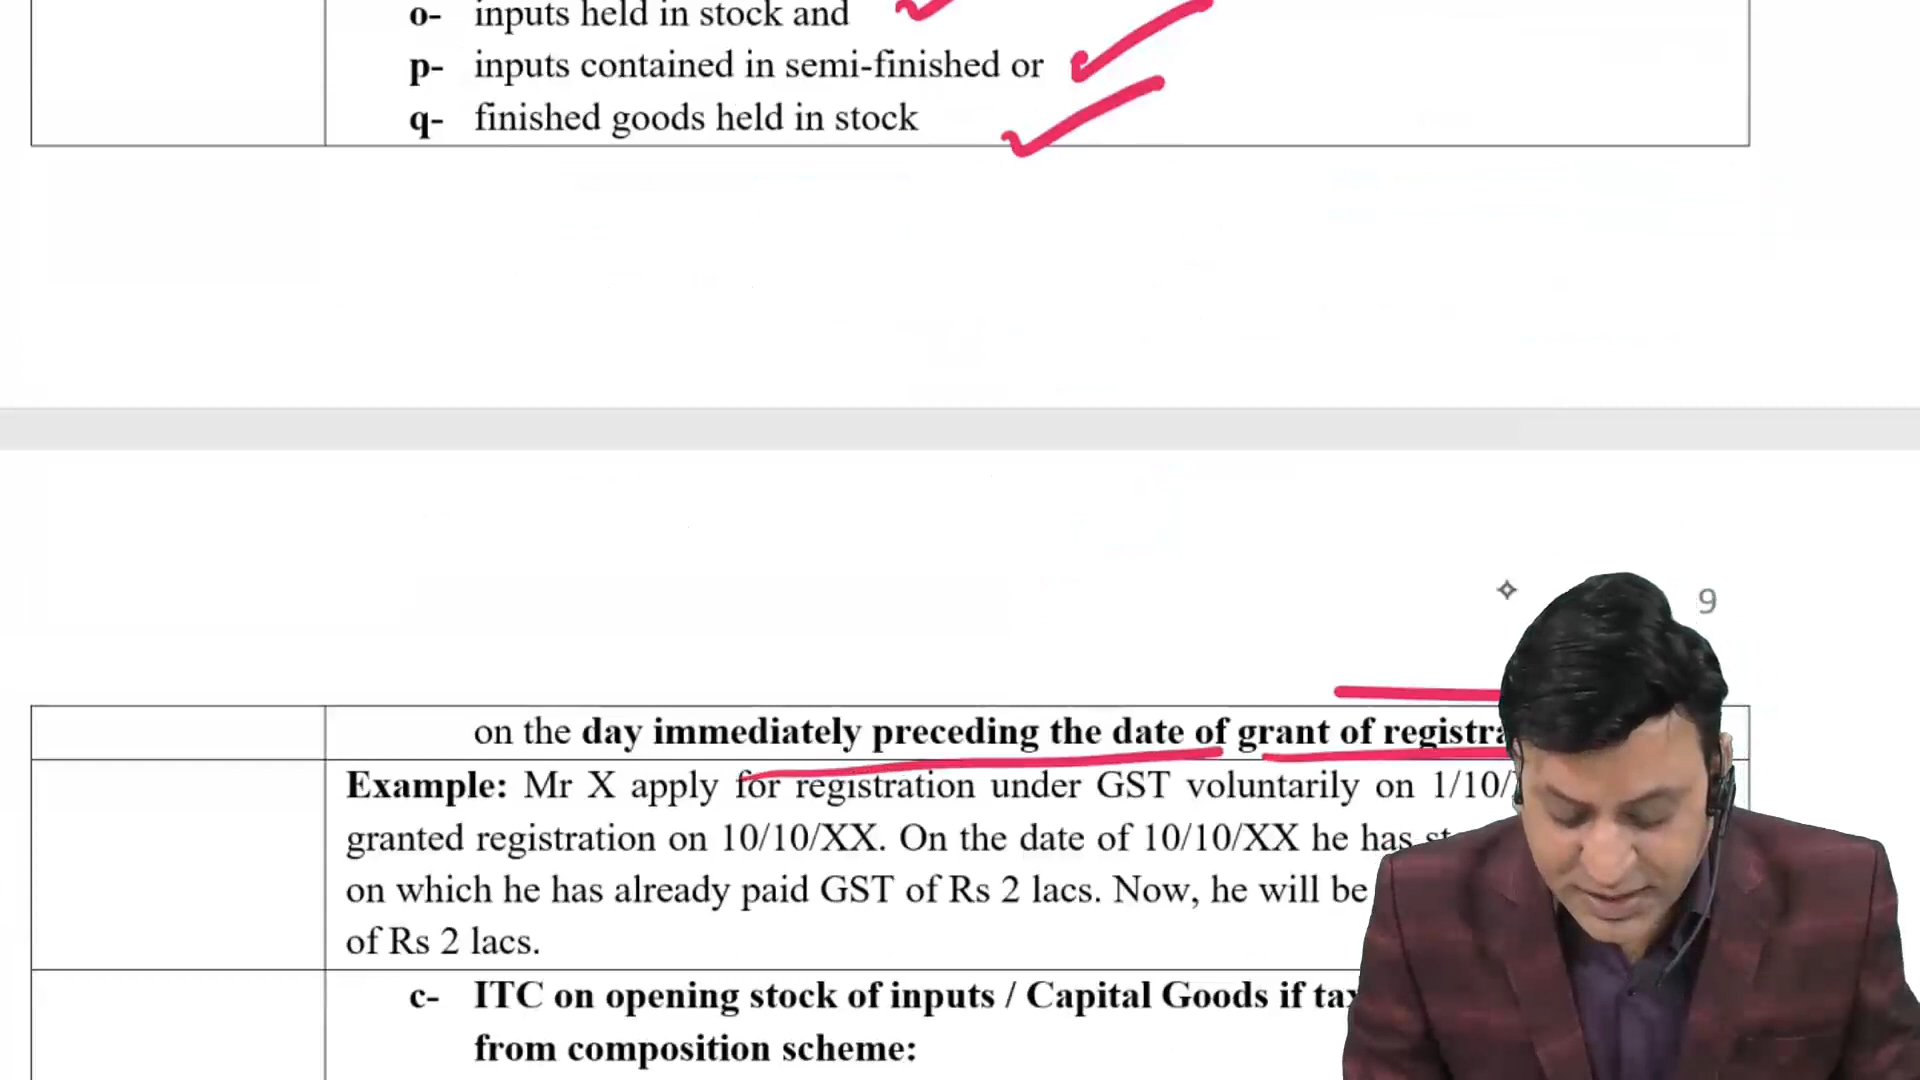 o- inputs held in stock and
p- inputs contained in semi-finished or
q- finished goods held in stock
9
on the day immediately preceding the date of grant of
Example: Mr X apply for registration under GST voluntarily on 1/10/
granted registration on 10/10/XX. On the date of 10/10/XX he has
on which he has already paid GST of Rs 2 lacs. Now, he will be
of Rs 2 lacs.
c- ITC on opening stock of inputs / Capital Goods if
from composition scheme: